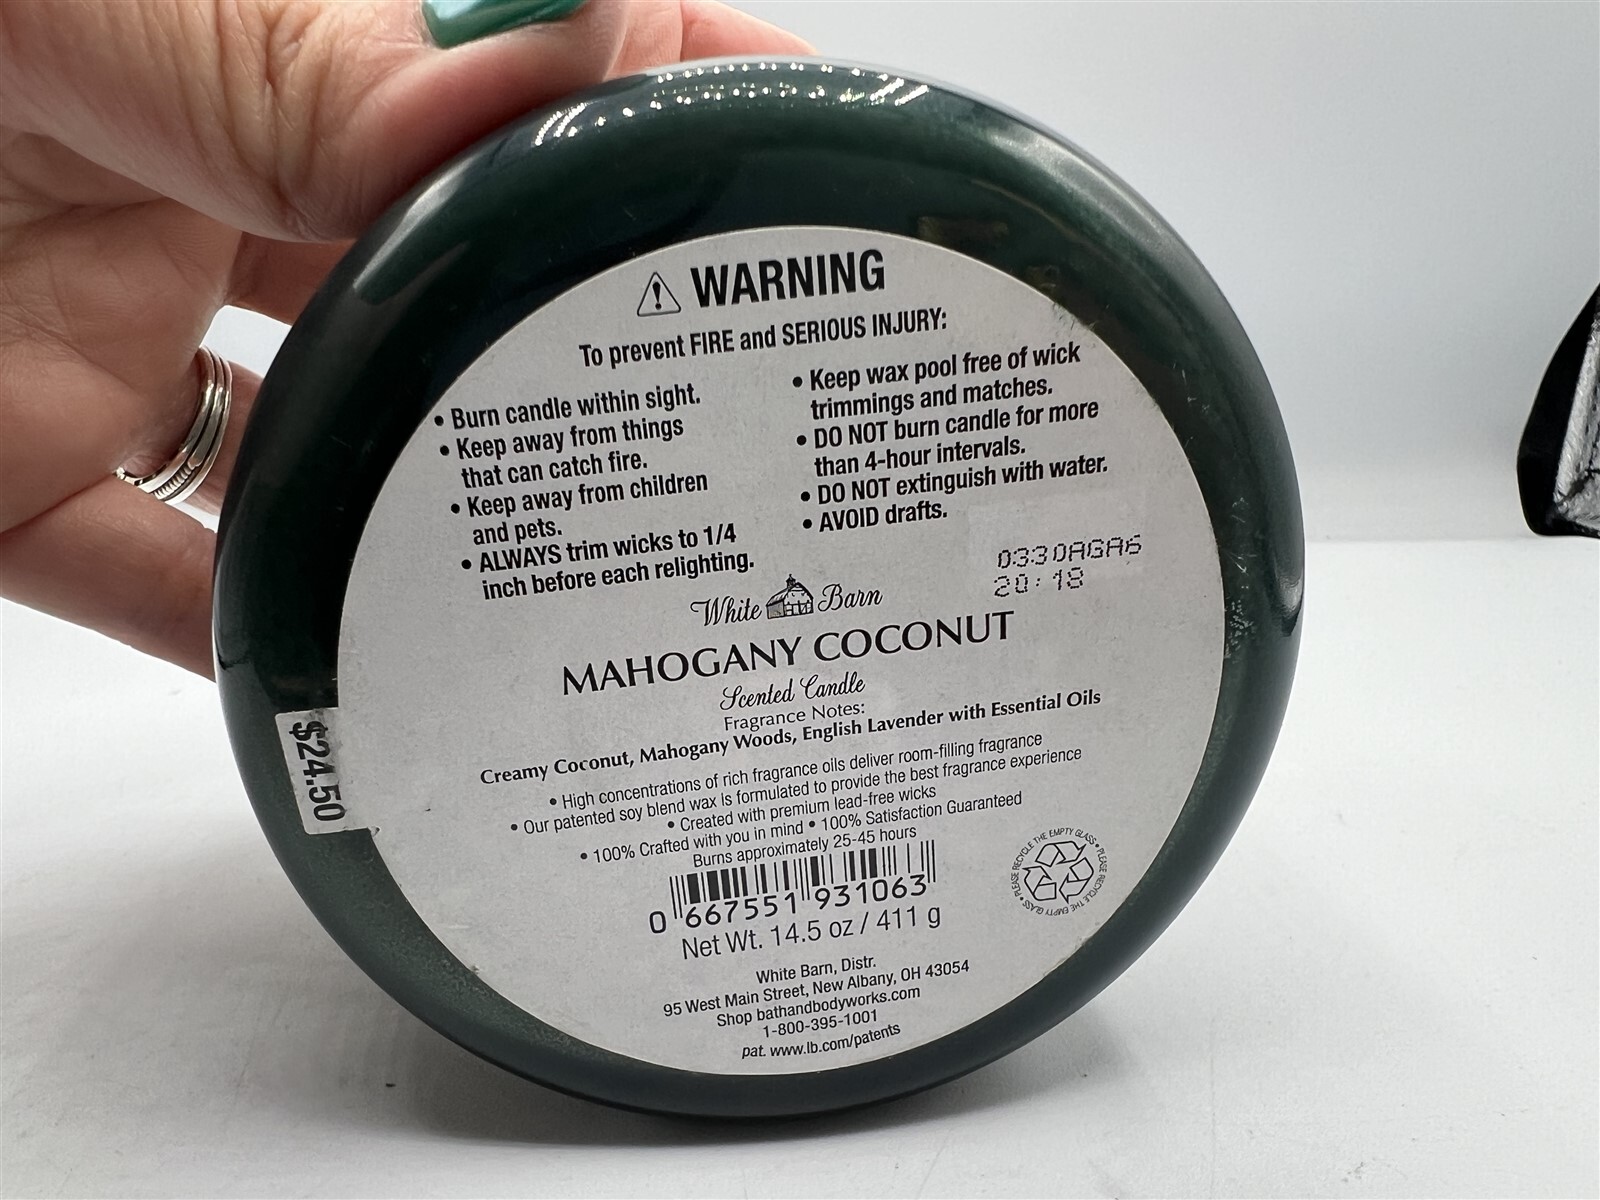 WARNING
To prevent FIRE and SERIOUS INJURY:
• Burn candle within sight.
• Keep away from things
that can catch fire.
• Keep away from children
and pets.
• ALWAYS trim wicks to 1/4
inch before each relighting.
• Keep wax pool free of wick
trimmings and matches.
• DO NOT burn candle for more
than 4-hour intervals.
• DO NOT extinguish with water.
• AVOID drafts.
0330AGA6
20:18
White Barn
MAHOGANY COCONUT
Scented Candle
Fragrance Notes:
Creamy Coconut, Mahogany Woods, English Lavender with Essential Oils
• High concentrations of rich fragrance oils deliver room-filling fragrance
• Our patented soy blend wax is formulated to provide the best fragrance experience
• Created with premium lead-free wicks
• 100% Crafted with you in mind • 100% Satisfaction Guaranteed
Burns approximately 25-45 hours
0 667551 931063
Net Wt. 14.5 oz / 411 g
White Barn, Distr.
95 West Main Street, New Albany, OH 43054
Shop bathandbodyworks.com
1-800-395-1001
pat. www.lb.com/patents
• PLEASE RECYCLE THE EMPTY GLASS • PLEASE RECYCLE THE EMPTY GLASS
$24.50